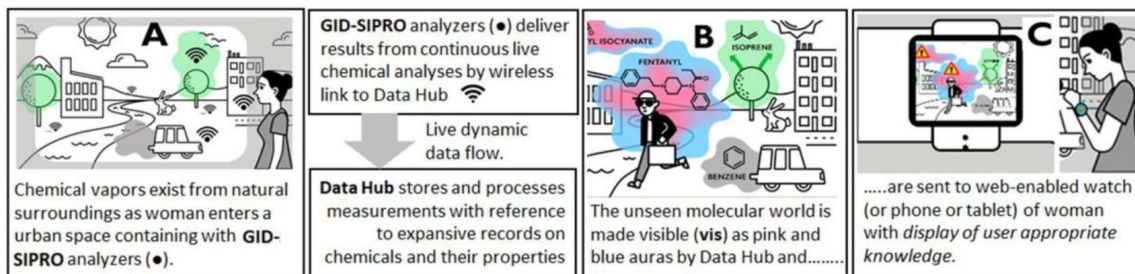 A
Chemical vapors exist from natural
surroundings as woman enters a
urban space containing with GID-
SIPRO analyzers (●).
GID-SIPRO analyzers (●) deliver
results from continuous live
chemical analyses by wireless
link to Data Hub
Live dynamic
data flow.
Data Hub stores and processes
measurements with reference
to expansive records on
chemicals and their properties
B
YL ISOCYANATE
ISOPRENE
FENTANYL
BENZENE
The unseen molecular world is
made visible (vis) as pink and
blue auras by Data Hub and........
C
.....are sent to web-enabled watch
(or phone or tablet) of woman
with display of user appropriate
knowledge.